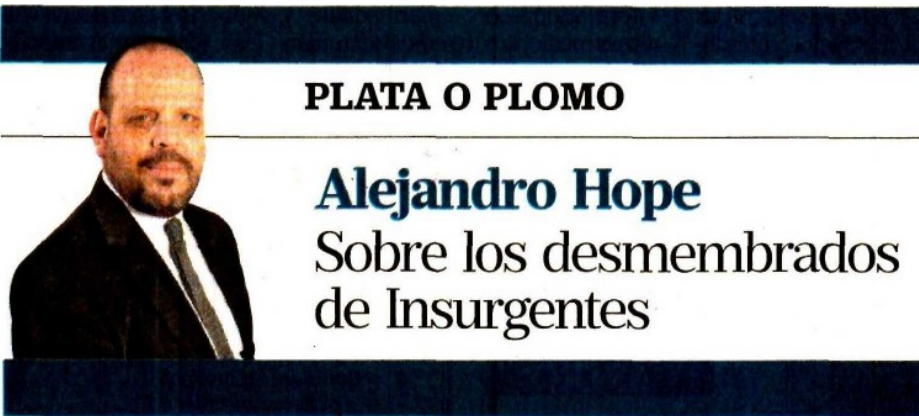 PLATA O PLOMO
Alejandro Hope
Sobre los desmembrados
de Insurgentes